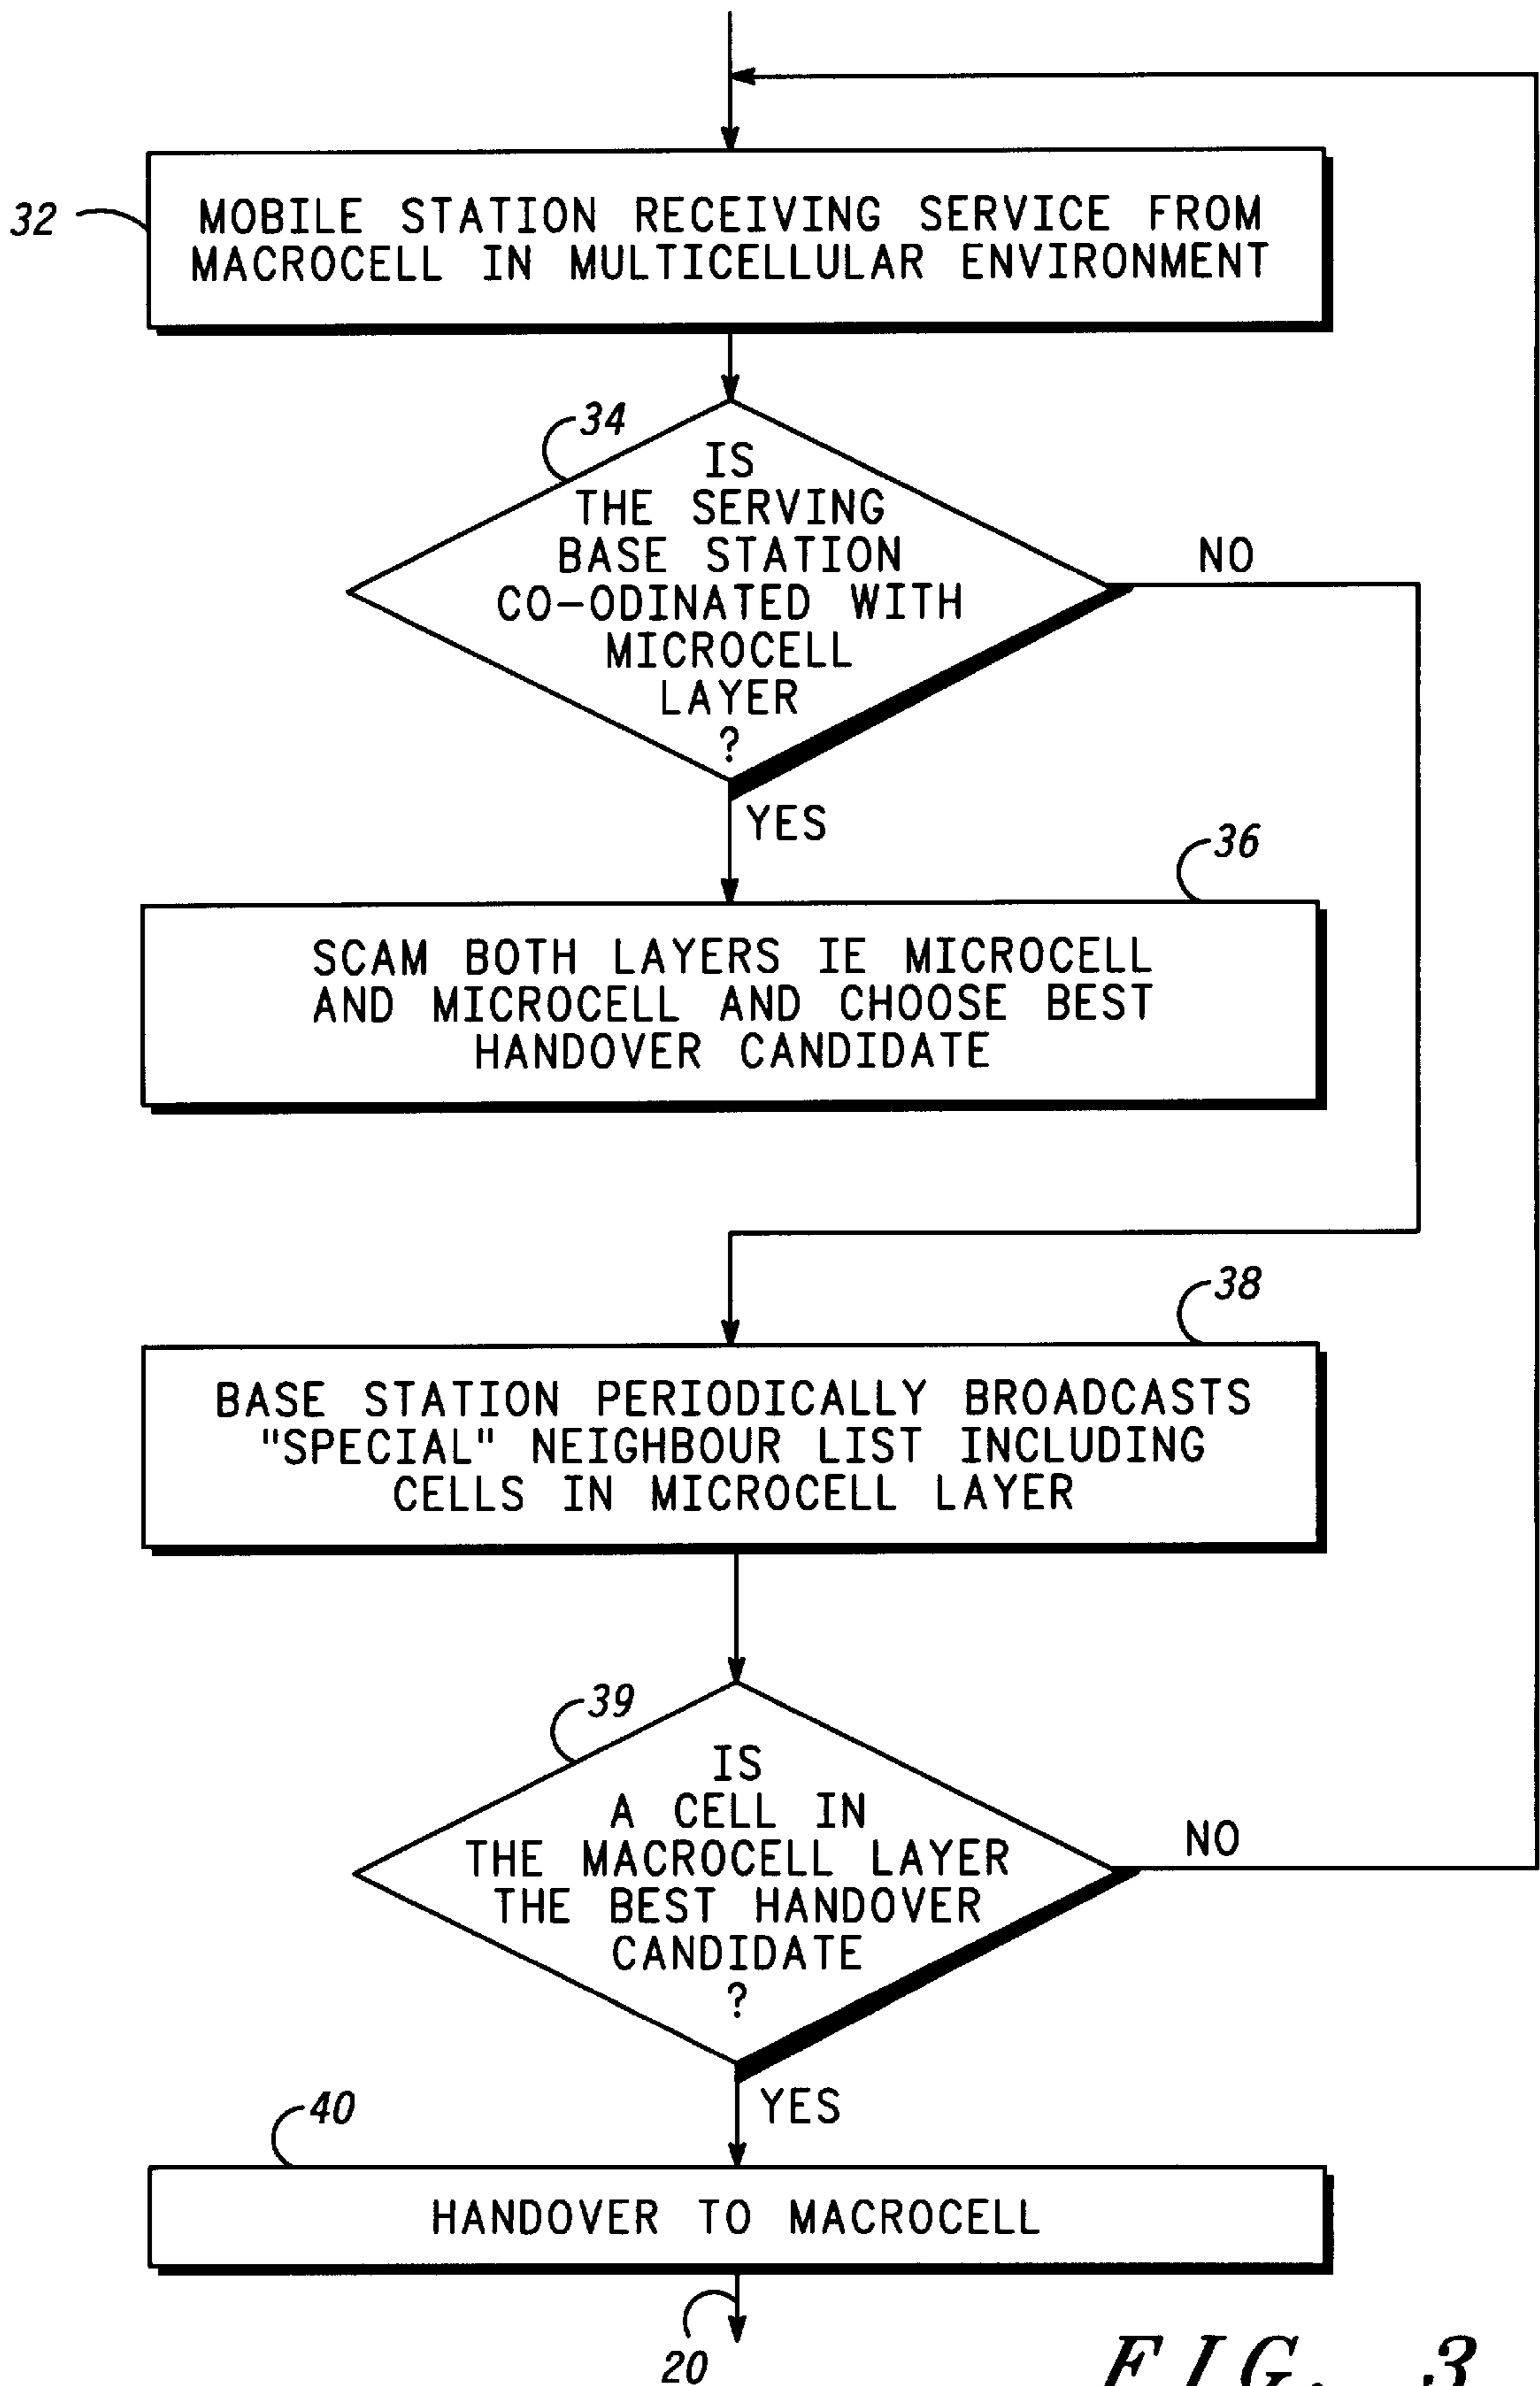 32
MOBILE STATION RECEIVING SERVICE FROM
MACROCELL IN MULTICELLULAR ENVIRONMENT
34
IS
THE SERVING
BASE STATION
CO-ODINATED WITH
MICROCELL
LAYER
?
NO
YES
36
SCAM BOTH LAYERS IE MICROCELL
AND MICROCELL AND CHOOSE BEST
HANDOVER CANDIDATE
38
BASE STATION PERIODICALLY BROADCASTS
"SPECIAL" NEIGHBOUR LIST INCLUDING
CELLS IN MICROCELL LAYER
39
IS
A CELL IN
THE MACROCELL LAYER
THE BEST HANDOVER
CANDIDATE
?
NO
YES
40
HANDOVER TO MACROCELL
20
FIG. 3